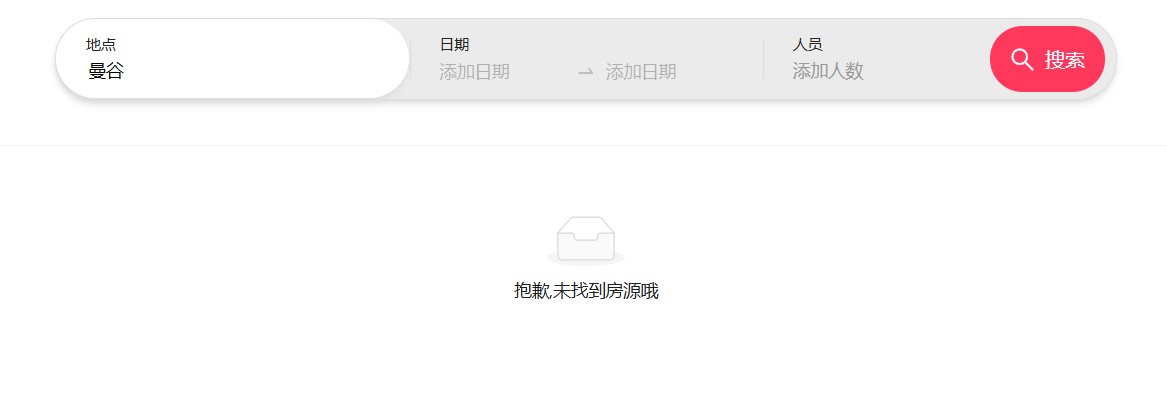 地点
曼谷
日期
添加日期 → 添加日期
人员
添加人数
搜索
抱歉,未找到房源哦